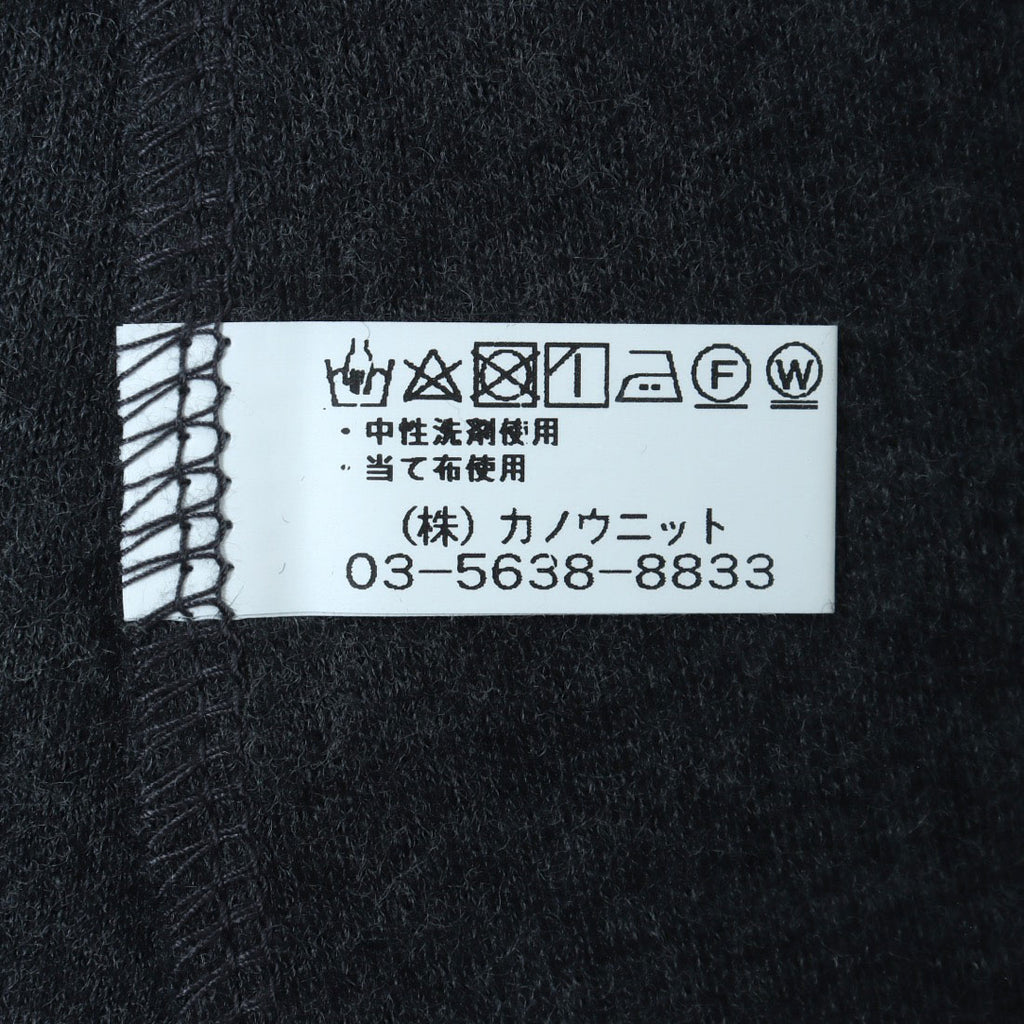 F W
・中性洗剤使用
・当て布使用
(株)カノウニット
03-5638-8833